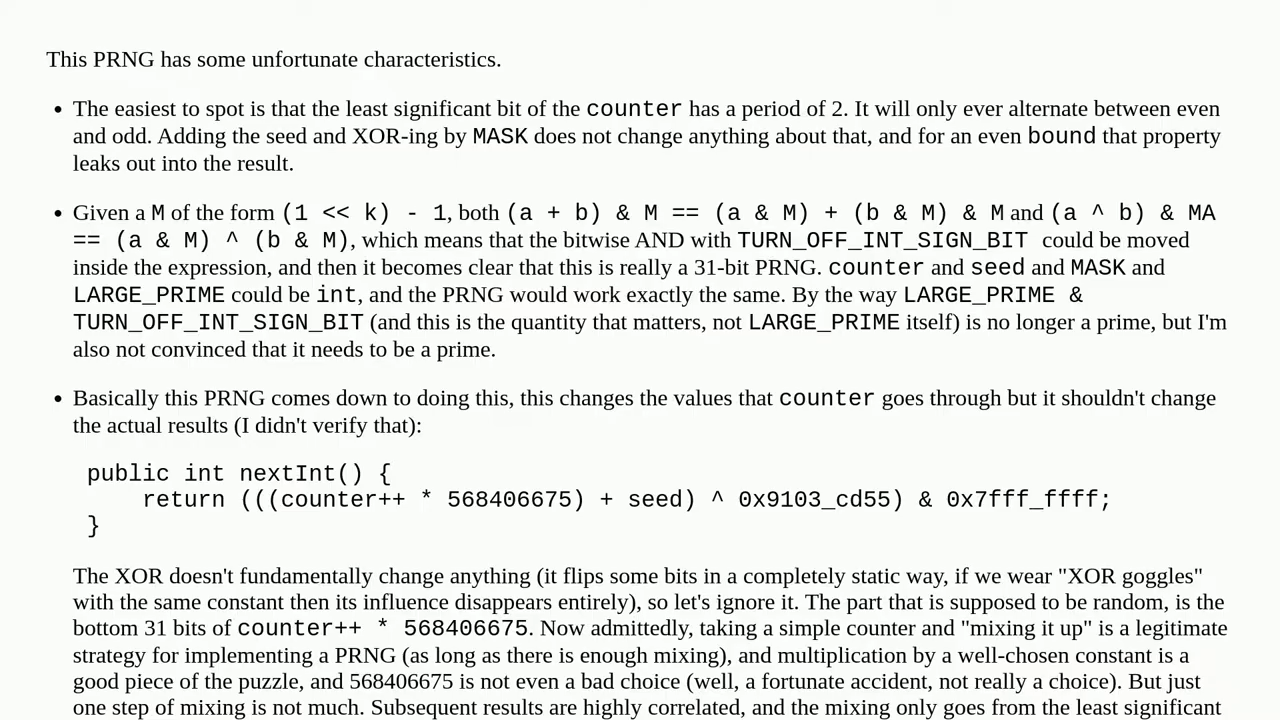 This PRNG has some unfortunate characteristics.
• The easiest to spot is that the least significant bit of the counter has a period of 2. It will only ever alternate between even
and odd. Adding the seed and XOR-ing by MASK does not change anything about that, and for an even bound that property
leaks out into the result.
• Given a M of the form (1 << k) - 1, both (a + b) & M == (a & M) + (b & M) & M and (a ^ b) & MA
== (a & M) ^ (b & M), which means that the bitwise AND with TURN_OFF_INT_SIGN_BIT could be moved
inside the expression, and then it becomes clear that this is really a 31-bit PRNG. counter and seed and MASK and
LARGE_PRIME could be int, and the PRNG would work exactly the same. By the way LARGE_PRIME &
TURN_OFF_INT_SIGN_BIT (and this is the quantity that matters, not LARGE_PRIME itself) is no longer a prime, but I'm
also not convinced that it needs to be a prime.
• Basically this PRNG comes down to doing this, this changes the values that counter goes through but it shouldn't change
the actual results (I didn't verify that):
public int nextInt() {
    return (((counter++ * 568406675) + seed) ^ 0x9103_cd55) & 0x7fff_ffff;
}
The XOR doesn't fundamentally change anything (it flips some bits in a completely static way, if we wear "XOR goggles"
with the same constant then its influence disappears entirely), so let's ignore it. The part that is supposed to be random, is the
bottom 31 bits of counter++ * 568406675. Now admittedly, taking a simple counter and "mixing it up" is a legitimate
strategy for implementing a PRNG (as long as there is enough mixing), and multiplication by a well-chosen constant is a
good piece of the puzzle, and 568406675 is not even a bad choice (well, a fortunate accident, not really a choice). But just
one step of mixing is not much. Subsequent results are highly correlated, and the mixing only goes from the least significant